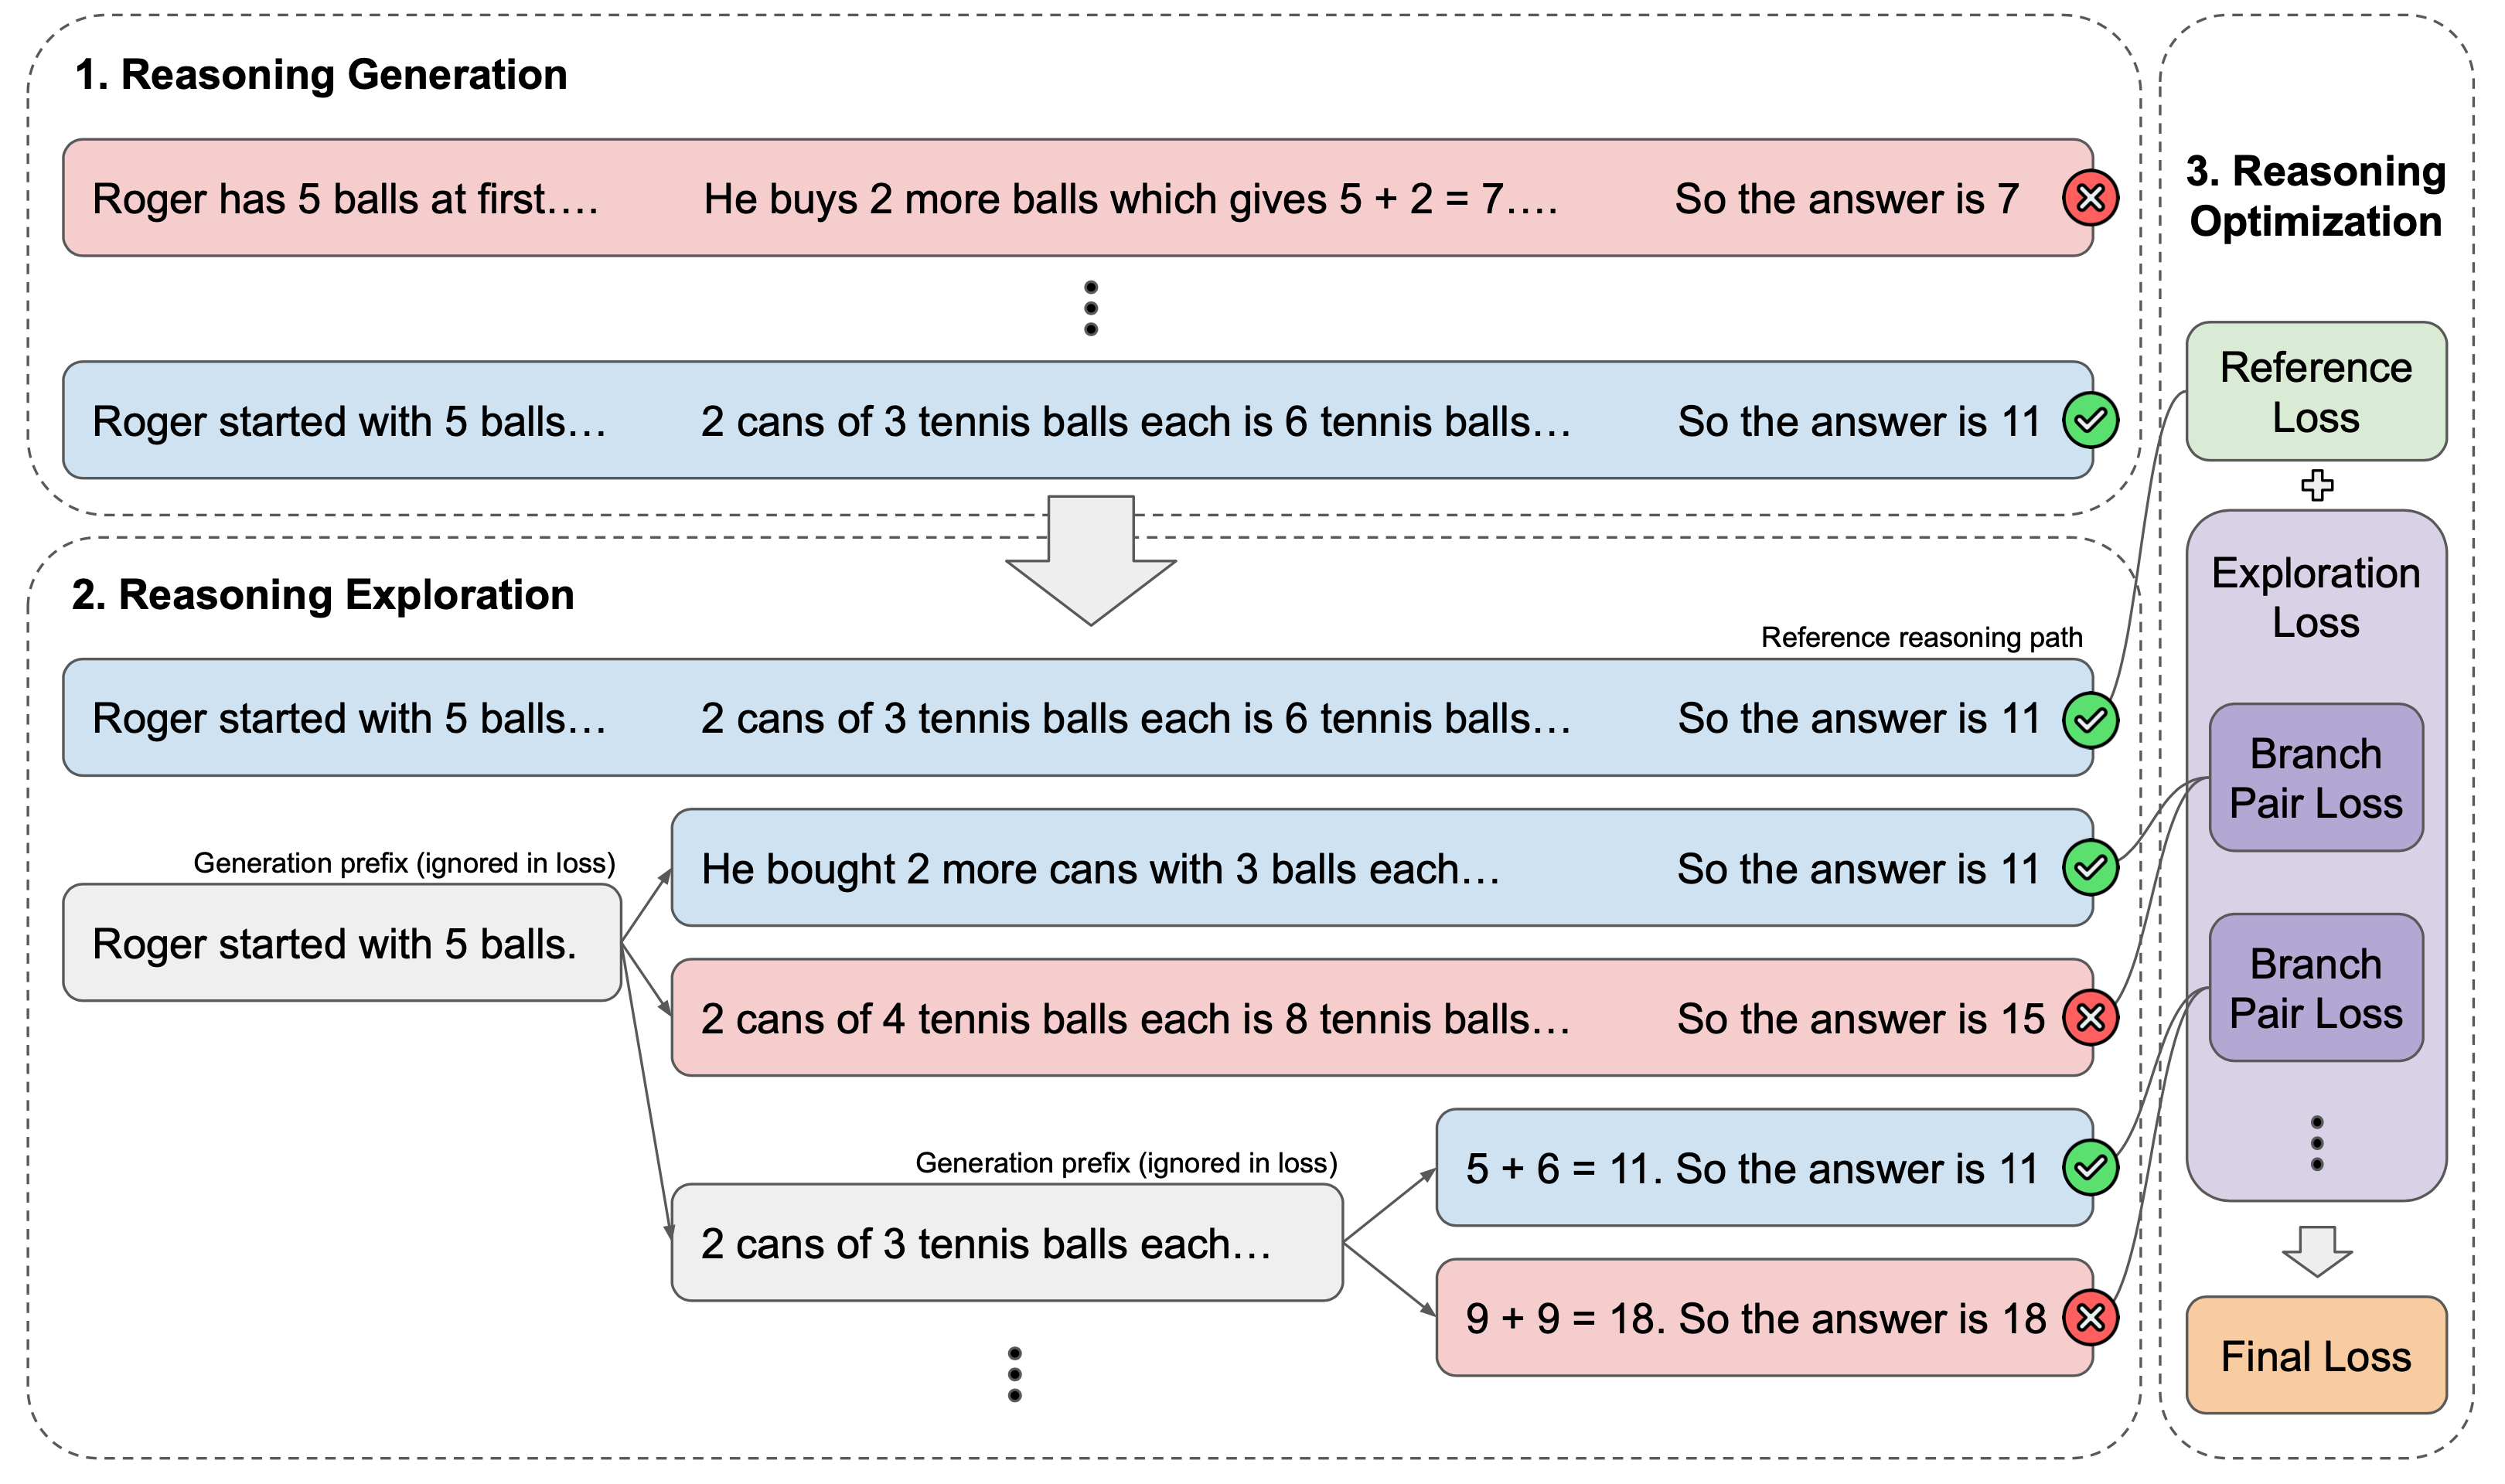 1. Reasoning Generation
Roger has 5 balls at first…. He buys 2 more balls which gives 5 + 2 = 7…. So the answer is 7
Roger started with 5 balls… 2 cans of 3 tennis balls each is 6 tennis balls… So the answer is 11
2. Reasoning Exploration
Reference reasoning path
Roger started with 5 balls… 2 cans of 3 tennis balls each is 6 tennis balls… So the answer is 11
Generation prefix (ignored in loss)
Roger started with 5 balls.
He bought 2 more cans with 3 balls each… So the answer is 11
2 cans of 4 tennis balls each is 8 tennis balls… So the answer is 15
Generation prefix (ignored in loss)
2 cans of 3 tennis balls each…
5 + 6 = 11. So the answer is 11
9 + 9 = 18. So the answer is 18
3. Reasoning
Optimization
Reference
Loss
Exploration
Loss
Branch
Pair Loss
Branch
Pair Loss
Final Loss